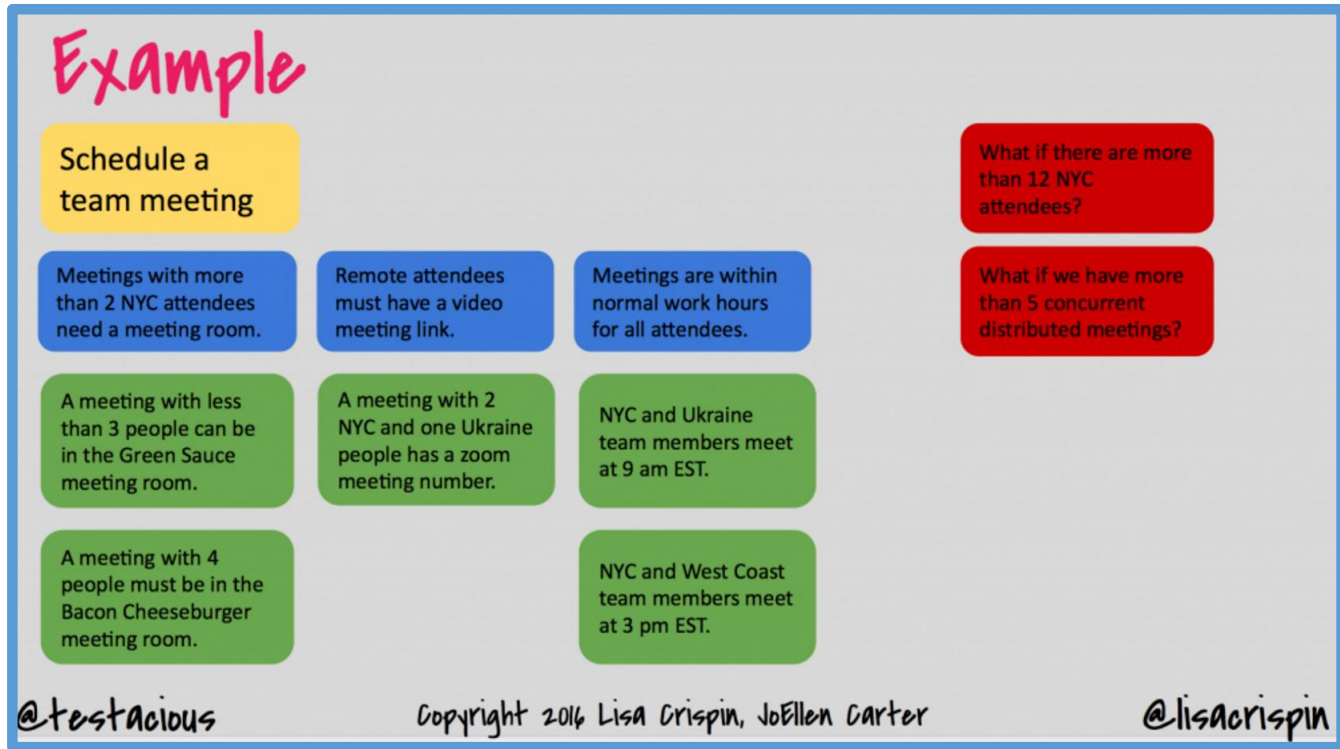 Example
Schedule a
team meeting
What if there are more
than 12 NYC
attendees?
Meetings with more
than 2 NYC attendees
need a meeting room.
Remote attendees
must have a video
meeting link.
Meetings are within
normal work hours
for all attendees.
What if we have more
than 5 concurrent
distributed meetings?
A meeting with less
than 3 people can be
in the Green Sauce
meeting room.
A meeting with 2
NYC and one Ukraine
people has a zoom
meeting number.
NYC and Ukraine
team members meet
at 9 am EST.
A meeting with 4
people must be in the
Bacon Cheeseburger
meeting room.
NYC and West Coast
team members meet
at 3 pm EST.
@testacious
Copyright 2016 Lisa Crispin, JoEllen Carter
@lisacrispin